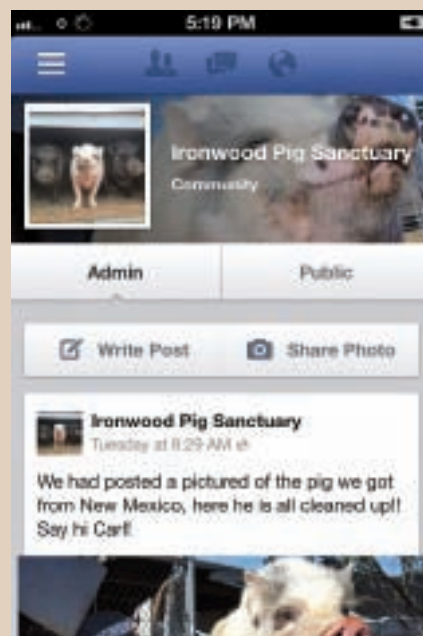 5:19 PM
Ironwood Pig Sanctuary
Community
Admin Public
Write Post Share Photo
Ironwood Pig Sanctuary
Tuesday at 8:29 AM
We had posted a pictured of the pig we got
from New Mexico, here he is all cleaned up!!
Say hi Carl!